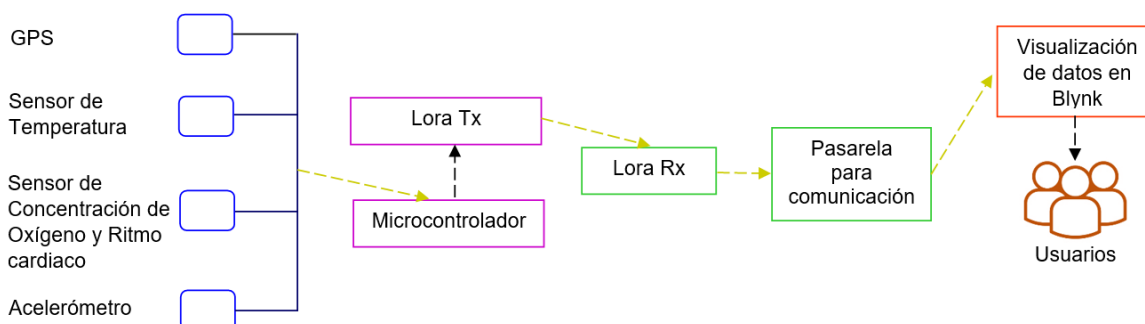 GPS
Sensor de
Temperatura
Sensor de
Concentración de
Oxígeno y Ritmo
cardiaco
Acelerómetro
Lora Tx
Microcontrolador
Lora Rx
Pasarela
para
comunicación
Visualización
de datos en
Blynk
Usuarios